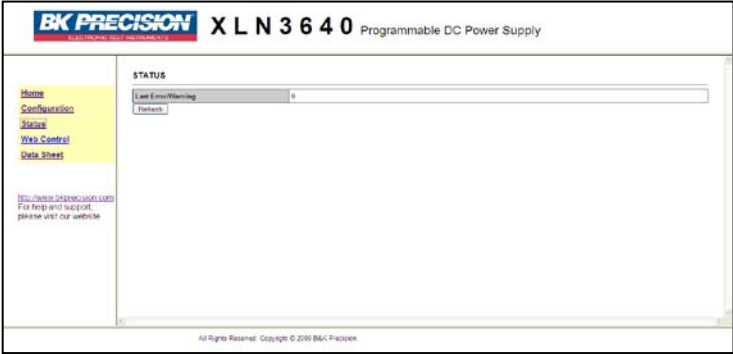 BK PRECISION
ELECTRONIC TEST INSTRUMENTS
XLN3640 Programmable DC Power Supply
STATUS
Last Error/Warning 0
Refresh
Home
Configuration
Status
Web Control
Data Sheet
http://www.bkprecision.com
For help and support,
please visit our website
All Rights Reserved. Copyright © 2009 B&K Precision